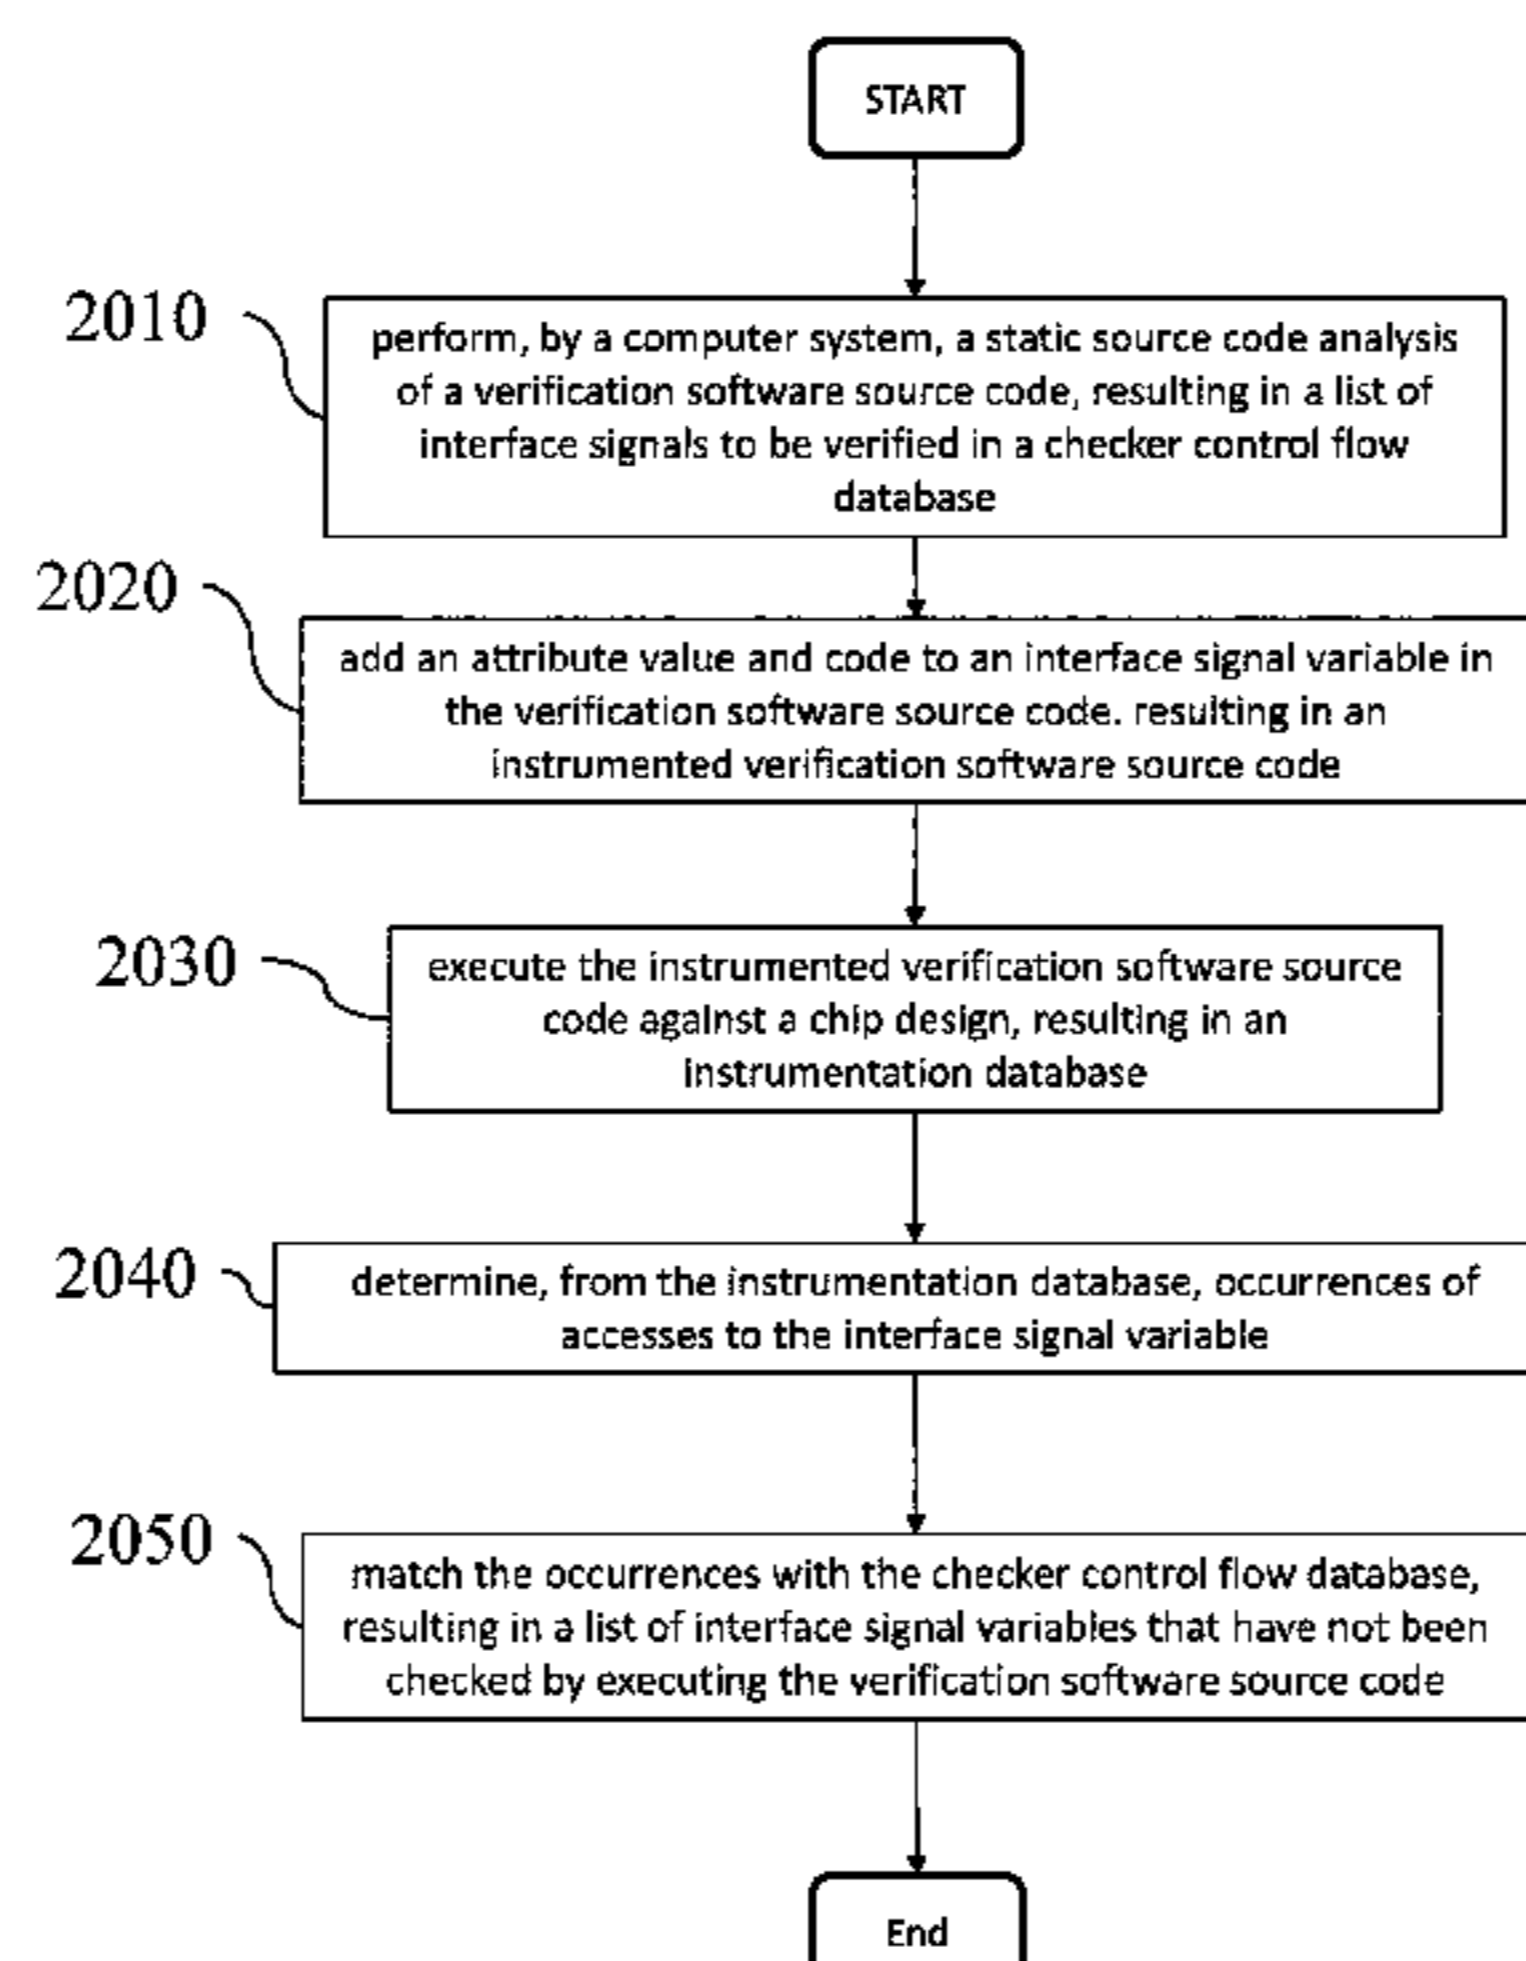 START
2010
perform, by a computer system, a static source code analysis
of a verification software source code, resulting in a list of
interface signals to be verified in a checker control flow
database
2020
add an attribute value and code to an interface signal variable in
the verification software source code. resulting in an
instrumented verification software source code
2030
execute the instrumented verification software source
code against a chip design, resulting in an
instrumentation database
2040
determine, from the instrumentation database, occurrences of
accesses to the interface signal variable
2050
match the occurrences with the checker control flow database,
resulting in a list of interface signal variables that have not been
checked by executing the verification software source code
End